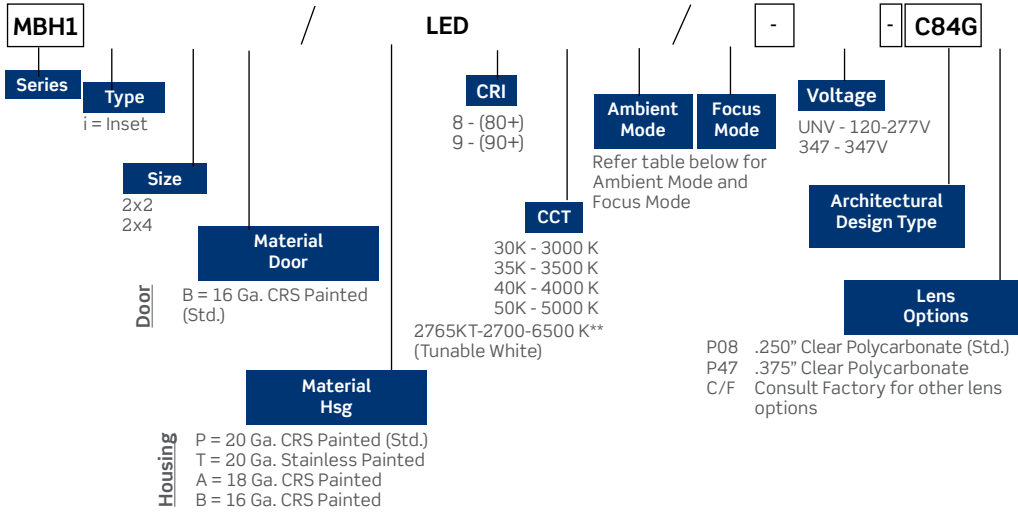 MBH1 / LED / - - C84G
Series
Type
i = Inset
Size
2x2
2x4
Material
Door
Door
B = 16 Ga. CRS Painted
(Std.)
Material
Hsg
Housing
P = 20 Ga. CRS Painted (Std.)
T = 20 Ga. Stainless Painted
A = 18 Ga. CRS Painted
B = 16 Ga. CRS Painted
CRI
8 - (80+)
9 - (90+)
CCT
30K - 3000 K
35K - 3500 K
40K - 4000 K
50K - 5000 K
2765KT-2700-6500 K**
(Tunable White)
Ambient
Mode
Focus
Mode
Refer table below for
Ambient Mode and
Focus Mode
Voltage
UNV - 120-277V
347 - 347V
Architectural
Design Type
Lens
Options
P08 .250” Clear Polycarbonate (Std.)
P47 .375” Clear Polycarbonate
C/F Consult Factory for other lens
options